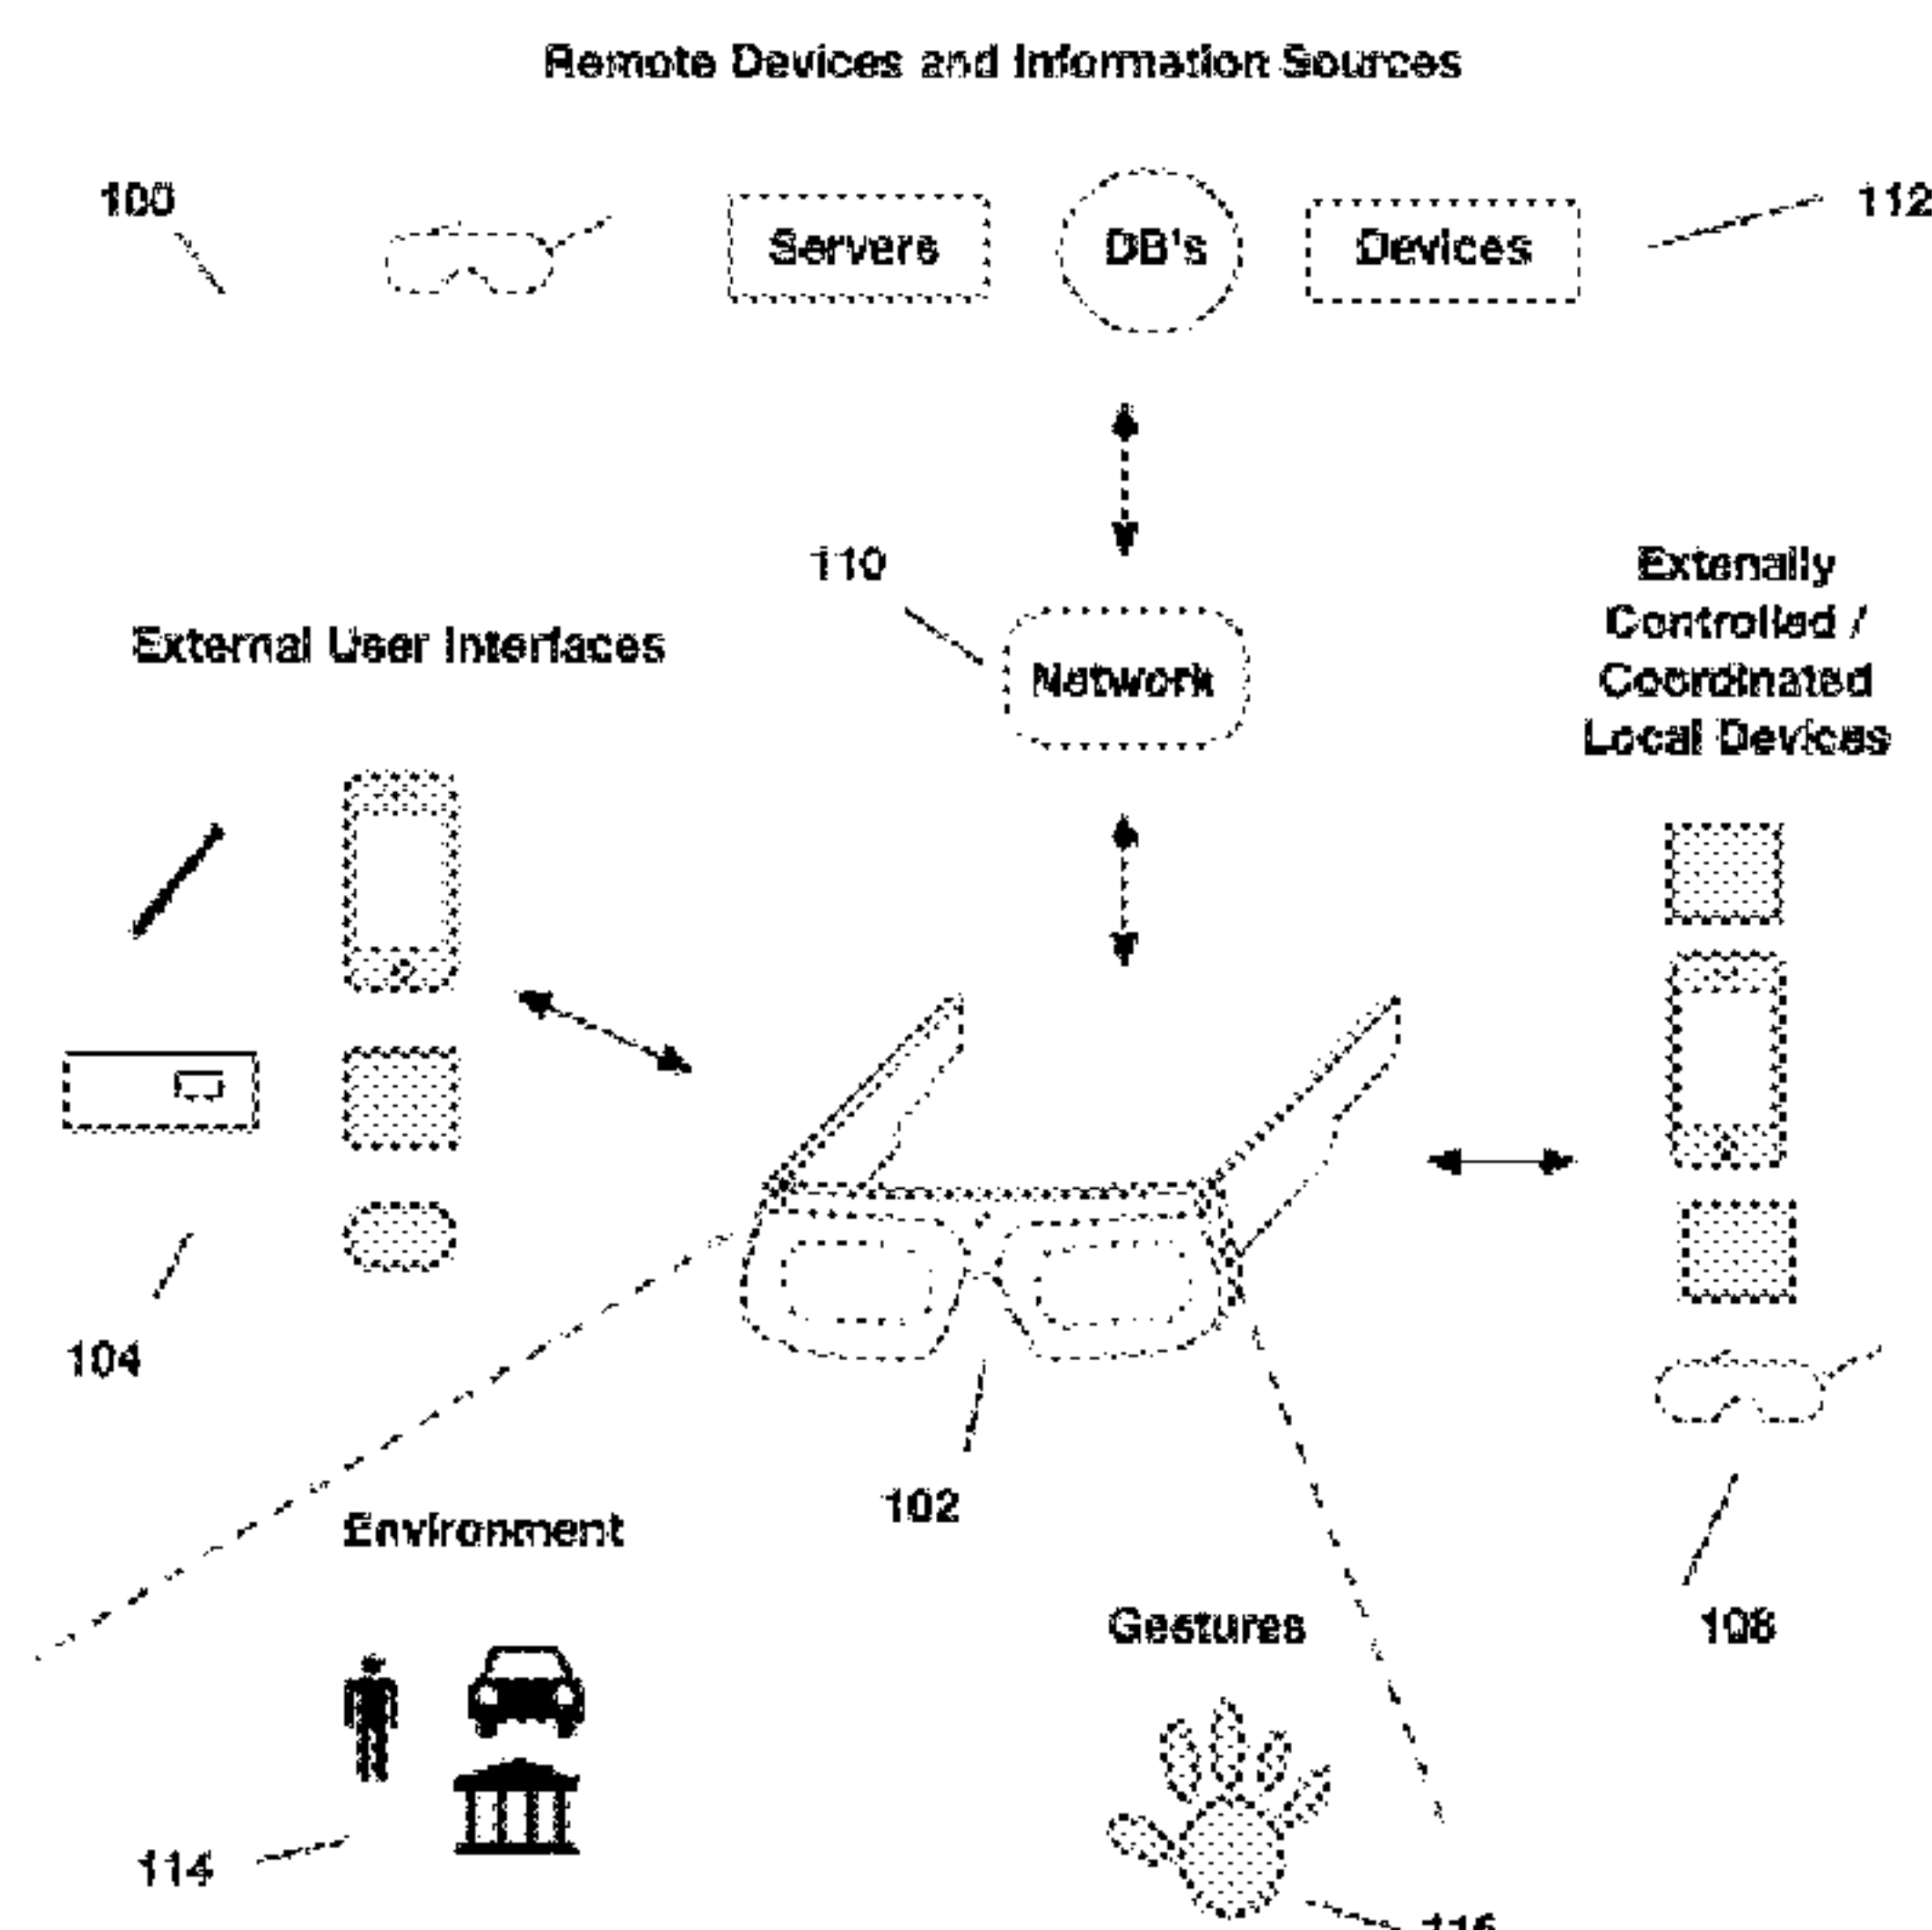 Remote Devices and Information Sources
100
Servers
DB's
Devices
112
110
Network
External User Interfaces
Extenally
Controlled /
Coordinated
Local Devices
104
102
108
Environment
Gestures
114